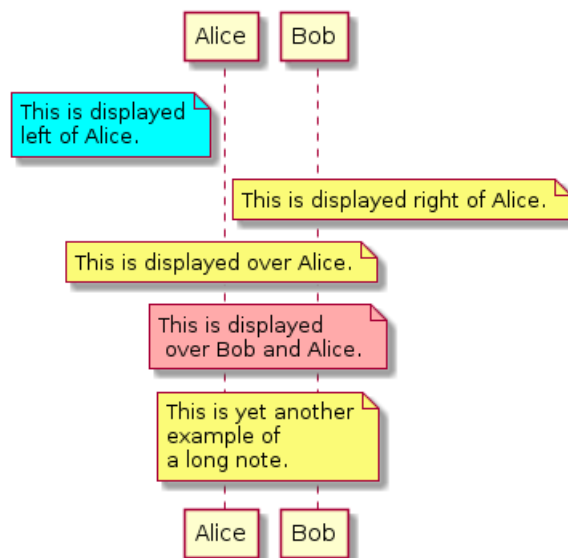 Alice
Bob
This is displayed
left of Alice.
This is displayed right of Alice.
This is displayed over Alice.
This is displayed
over Bob and Alice.
This is yet another
example of
a long note.
Alice
Bob